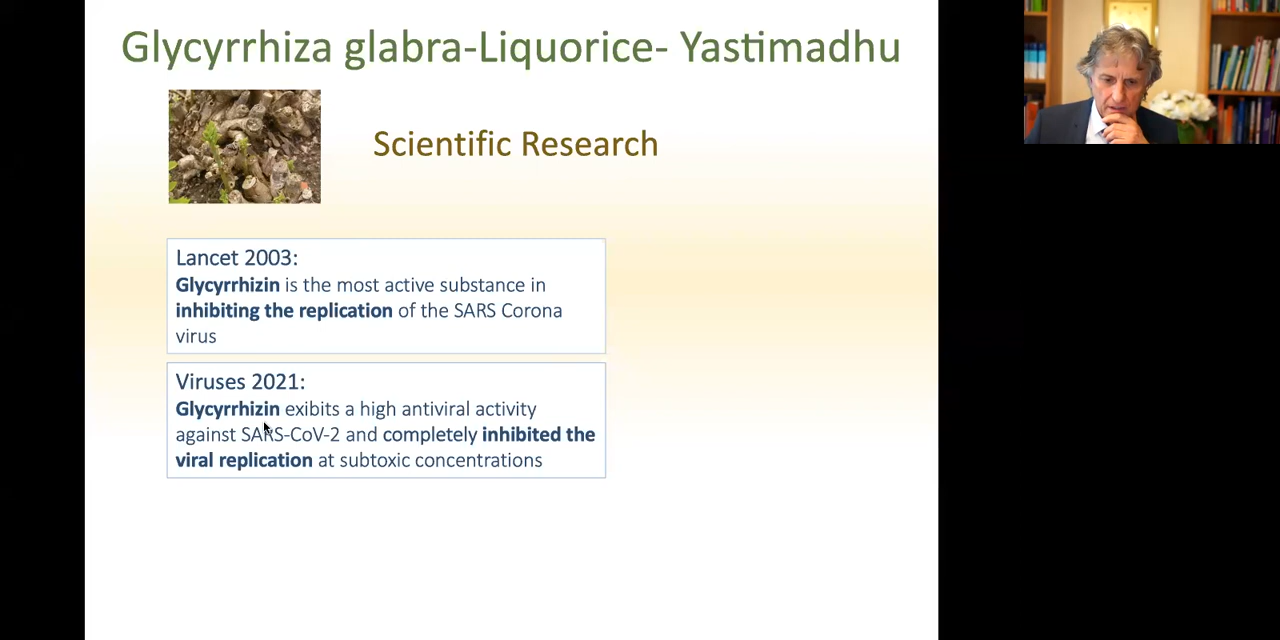 Glycyrrhiza glabra-Liquorice- Yastimadhu
Scientific Research
Lancet 2003:
Glycyrrhizin is the most active substance in
inhibiting the replication of the SARS Corona
virus
Viruses 2021:
Glycyrrhizin exibits a high antiviral activity
against SARS-CoV-2 and completely inhibited the
viral replication at subtoxic concentrations